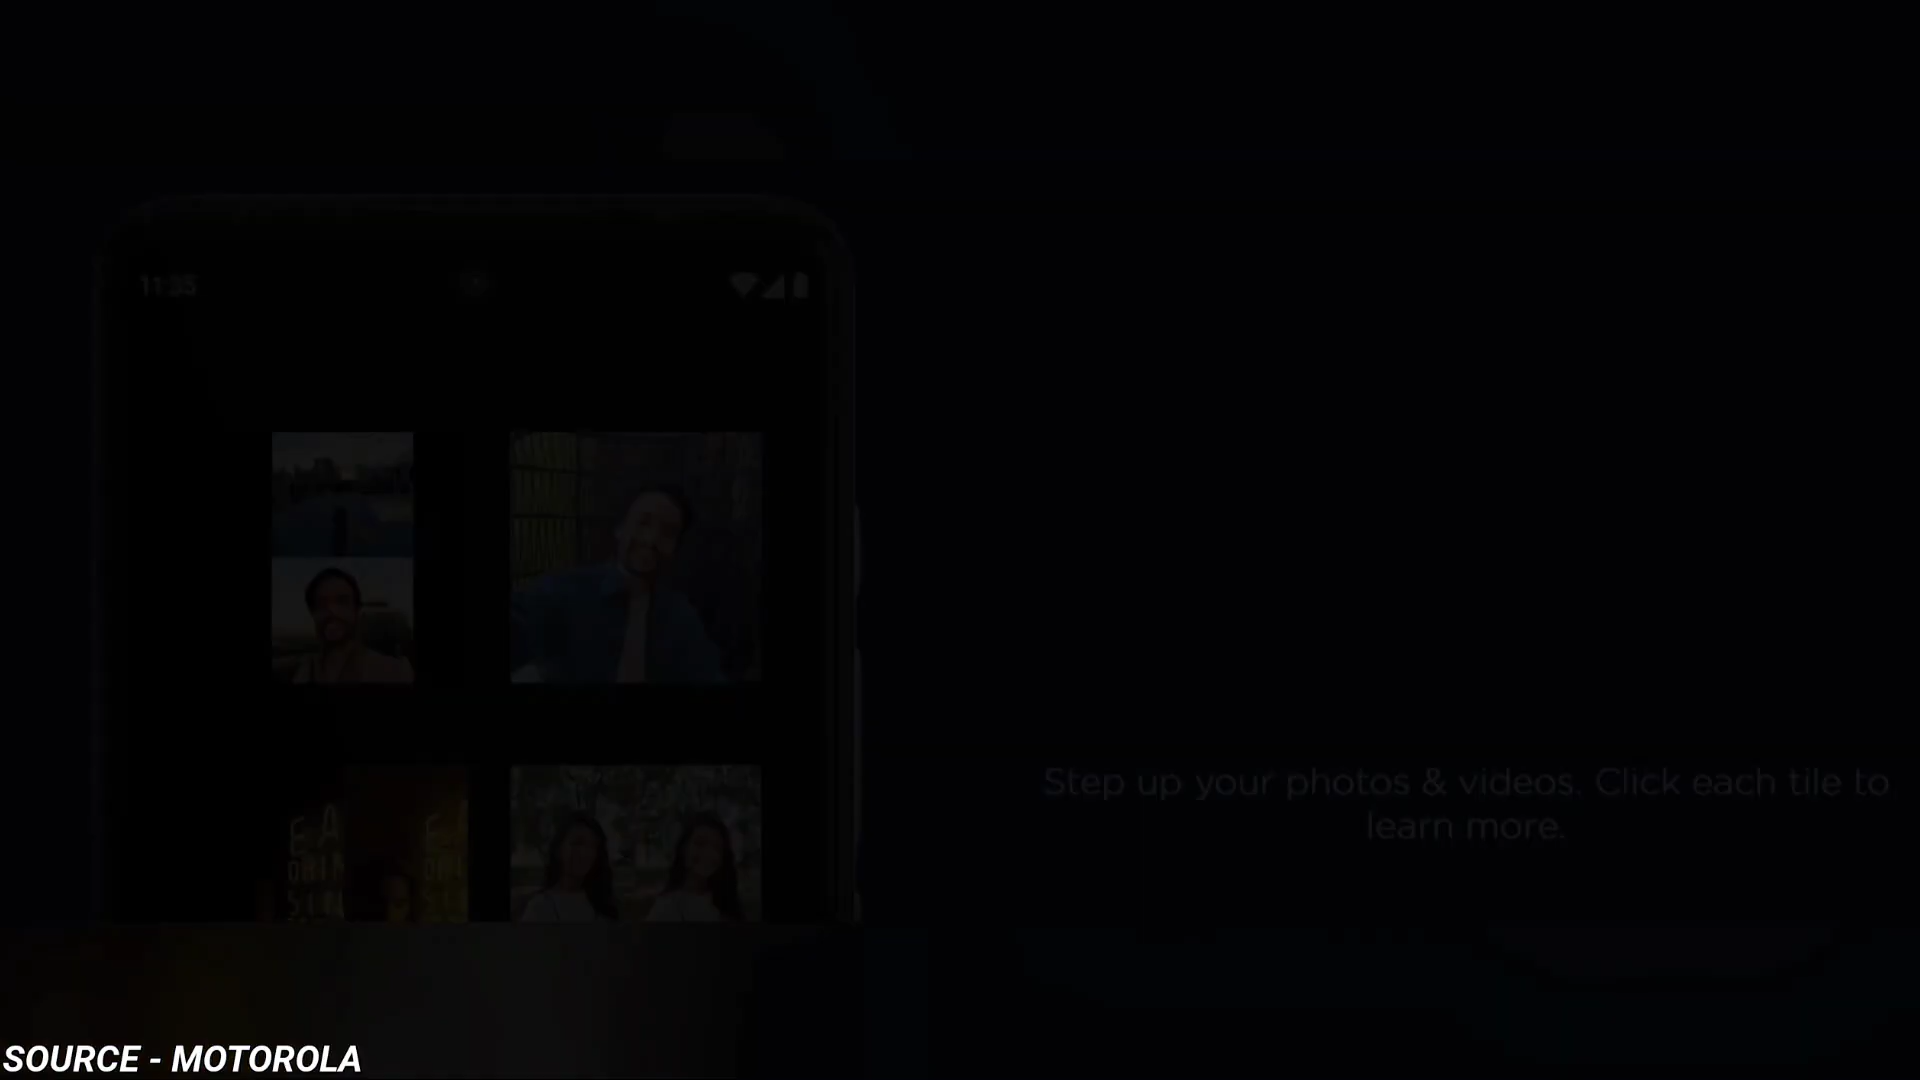 11:35
Step up your photos & videos. Click each tile to
learn more.
SOURCE - MOTOROLA